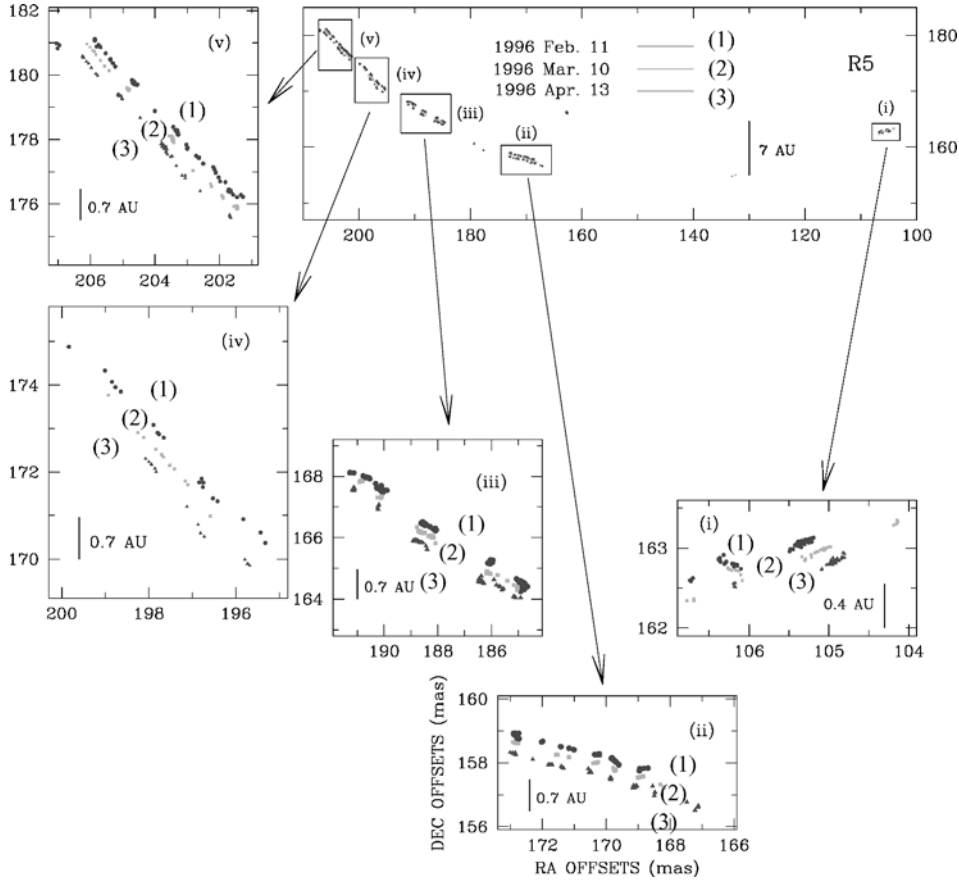 182
(v)
180
(1)
(2)
178
(3)
176
0.7 AU
206 204 202
(v)
(iv)
(iii)
(ii)
(i)
1996 Feb. 11 (1)
1996 Mar. 10 (2)
1996 Apr. 13 (3)
R5
180
160
7 AU
200 180 160 140 120 100
(iv)
174
(1)
(2)
(3)
172
0.7 AU
170
200 198 196
(iii)
168
(1)
166
(2)
(3)
0.7 AU
164
190 188 186
(i)
163
(1)
(2)
(3)
0.4 AU
162
106 105 104
160
(ii)
158
(1)
0.7 AU
(2)
(3)
156
172 170 168 166
DEC OFFSETS (mas)
RA OFFSETS (mas)